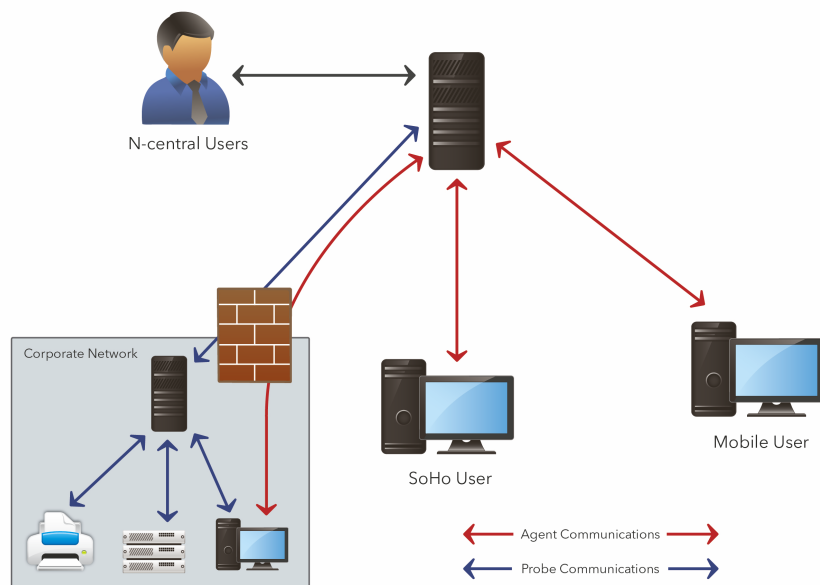 N-central Users
Corporate Network
SoHo User
Mobile User
Agent Communications
Probe Communications